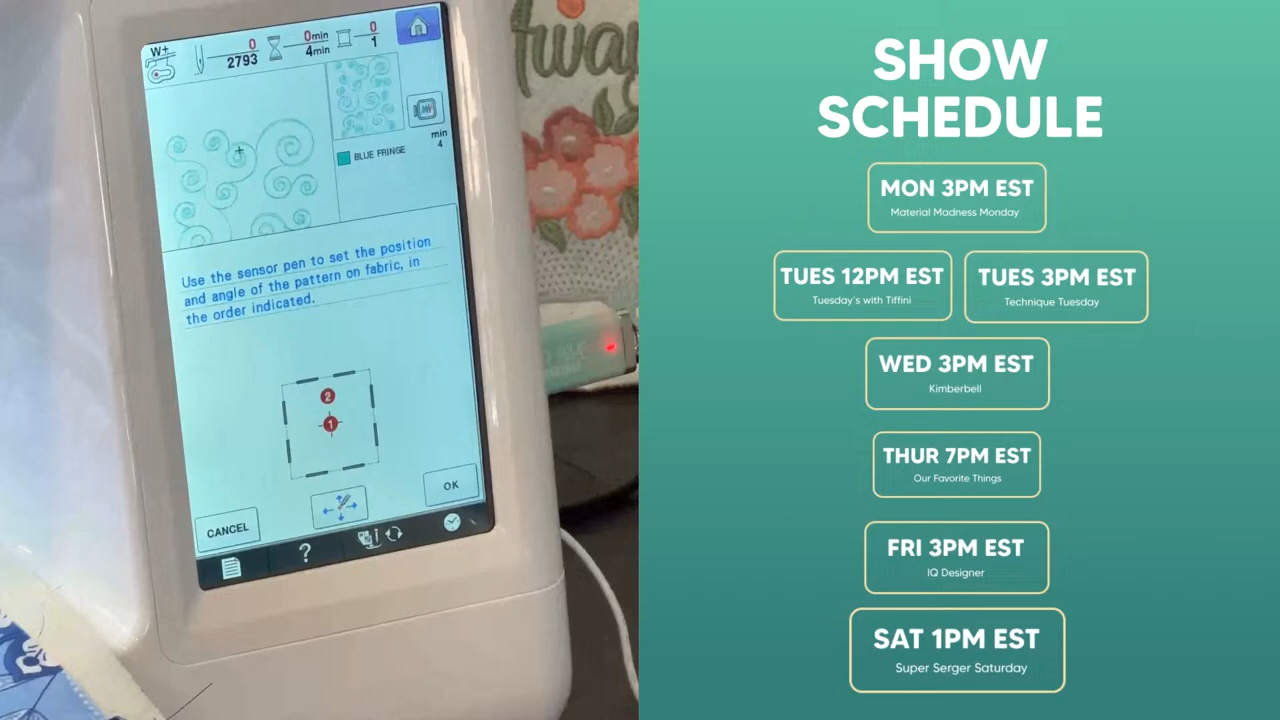 W+
0
2793
0min
4min
0
1
min
4
BLUE FRINGE
Use the sensor pen to set the position
and angle of the pattern on fabric, in
the order indicated.
2
1
OK
CANCEL
?
SHOW
SCHEDULE
MON 3PM EST
Material Madness Monday
TUES 12PM EST
Tuesday's with Tiffini
TUES 3PM EST
Technique Tuesday
WED 3PM EST
Kimberbell
THUR 7PM EST
Our Favorite Things
FRI 3PM EST
IQ Designer
SAT 1PM EST
Super Serger Saturday